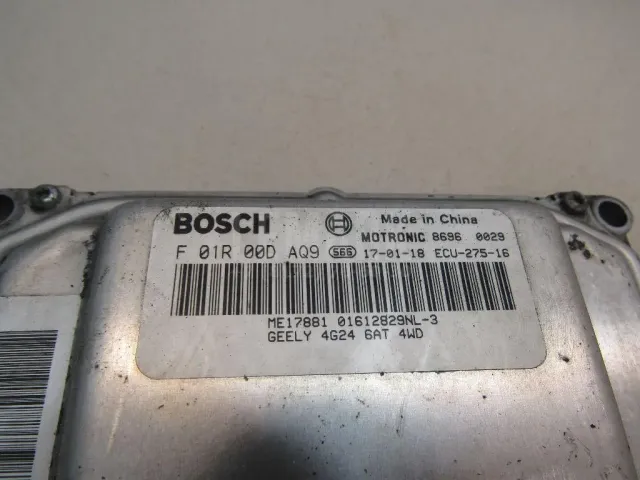 BOSCH Made in China
MOTRONIC 8696 0029
F 01R 00D AQ9 S66 17-01-18 ECU-275-16
ME17881 01612829NL-3
GEELY 4G24 6AT 4WD